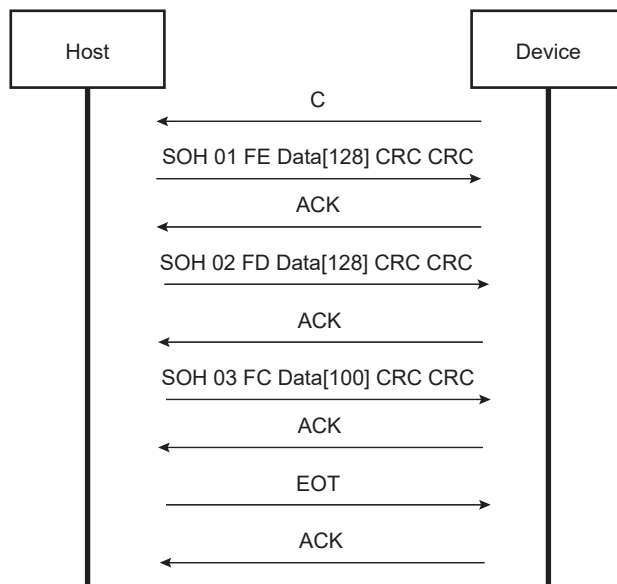 Host
Device
C
SOH 01 FE Data[128] CRC CRC
ACK
SOH 02 FD Data[128] CRC CRC
ACK
SOH 03 FC Data[100] CRC CRC
ACK
EOT
ACK